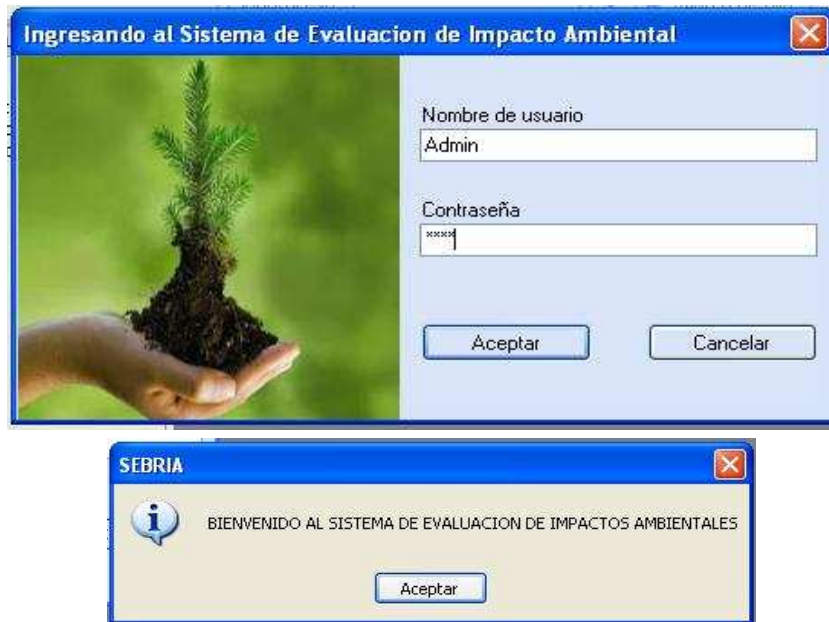 Ingresando al Sistema de Evaluacion de Impacto Ambiental
Nombre de usuario
Admin
Contraseña
****
Aceptar Cancelar
SEBRIA
BIENVENIDO AL SISTEMA DE EVALUACION DE IMPACTOS AMBIENTALES
Aceptar